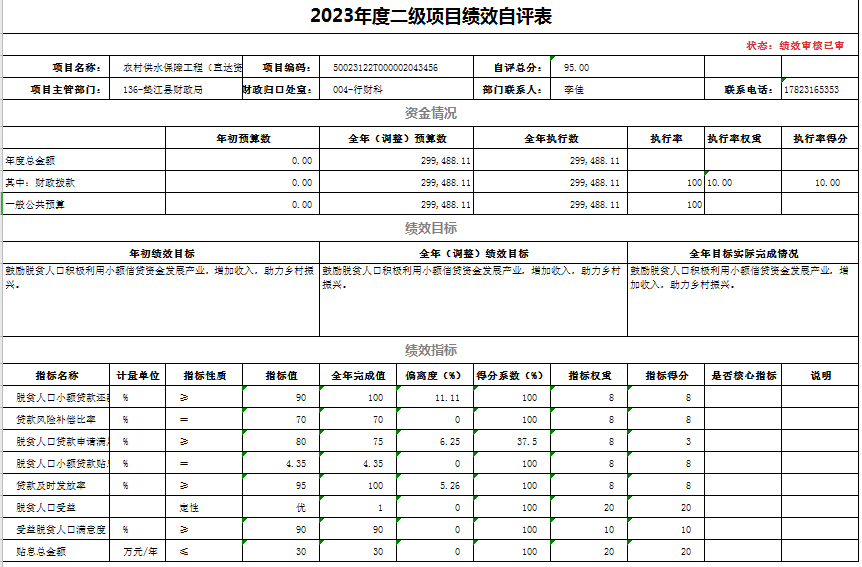 2023年度二级项目绩效自评表
状态：绩效审核已审
项目名称： 农村供水保障工程（直达资 项目编码： 50023122T000002043456 自评总分： 95.00
项目主管部门： 136-垫江县财政局 财政归口处室： 004-行财科 部门联系人： 李佳 联系电话： 17823165353
资金情况
年初预算数 全年（调整）预算数 全年执行数 执行率 执行率权重 执行率得分
年度总金额 0.00 299,488.11 299,488.11
其中：财政拨款 0.00 299,488.11 299,488.11 100 10.00 10.00
一般公共预算 0.00 299,488.11 299,488.11 100
绩效目标
年初绩效目标 全年（调整）绩效目标 全年目标实际完成情况
鼓励脱贫人口积极利用小额信贷资金发展产业，增加收入，助力乡村振 鼓励脱贫人口积极利用小额信贷资金发展产业，增加收入，助力乡村 鼓励脱贫人口积极利用小额信贷资金发展产业，增
兴。 振兴。 加收入，助力乡村振兴。
绩效指标
指标名称 计量单位 指标性质 指标值 全年完成值 偏离度（%） 得分系数（%） 指标权重 指标得分 是否核心指标 说明
脱贫人口小额贷款还 % ≥ 90 100 11.11 100 8 8
贷款风险补偿比率 % ＝ 70 70 0 100 8 8
脱贫人口贷款申请满 % ≥ 80 75 6.25 37.5 8 3
脱贫人口小额贷款贴 % ＝ 4.35 4.35 0 100 8 8
贷款及时发放率 % ≥ 95 100 5.26 100 8 8
脱贫人口受益 定性 优 1 0 100 20 20
受益脱贫人口满意度 % ≥ 90 90 0 100 10 10
贴息总金额 万元/年 ≤ 30 30 0 100 20 20